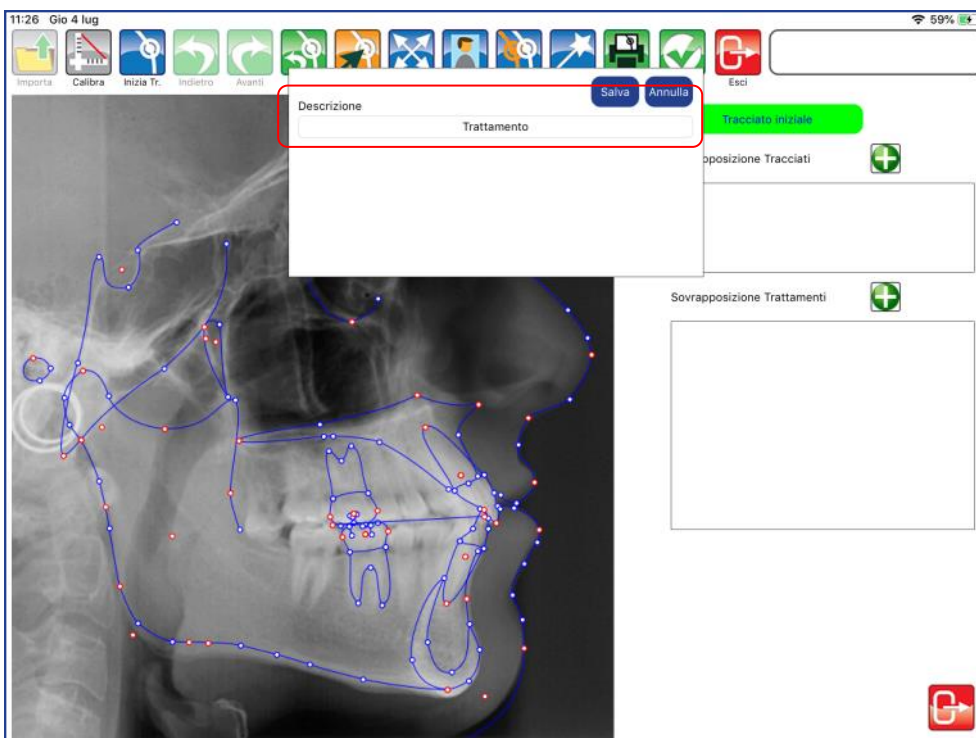 11:26 Gio 4 lug
59%
Importa
Calibra
Inizia Tr.
Indietro
Avanti
Esci
Salva
Annulla
Descrizione
Trattamento
Tracciato iniziale
pposizione Tracciati
Sovrapposizione Trattamenti